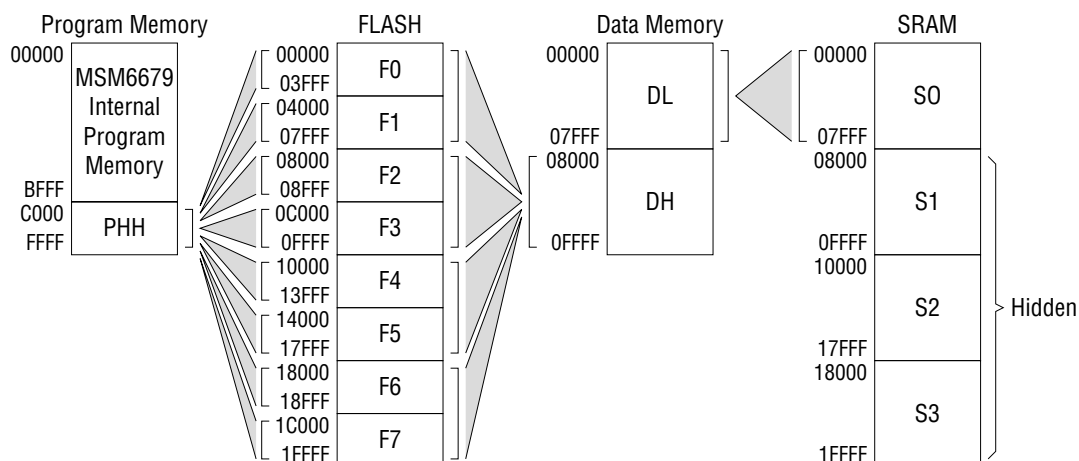 Program Memory
00000
MSM6679
Internal
Program
Memory
BFFF
C000
PHH
FFFF
FLASH
00000
F0
03FFF
04000
F1
07FFF
08000
F2
08FFF
0C000
F3
0FFFF
10000
F4
13FFF
14000
F5
17FFF
18000
F6
18FFF
1C000
F7
1FFFF
Data Memory
00000
DL
07FFF
08000
DH
0FFFF
SRAM
00000
SO
07FFF
08000
S1
0FFFF
10000
S2
17FFF
18000
S3
1FFFF
Hidden